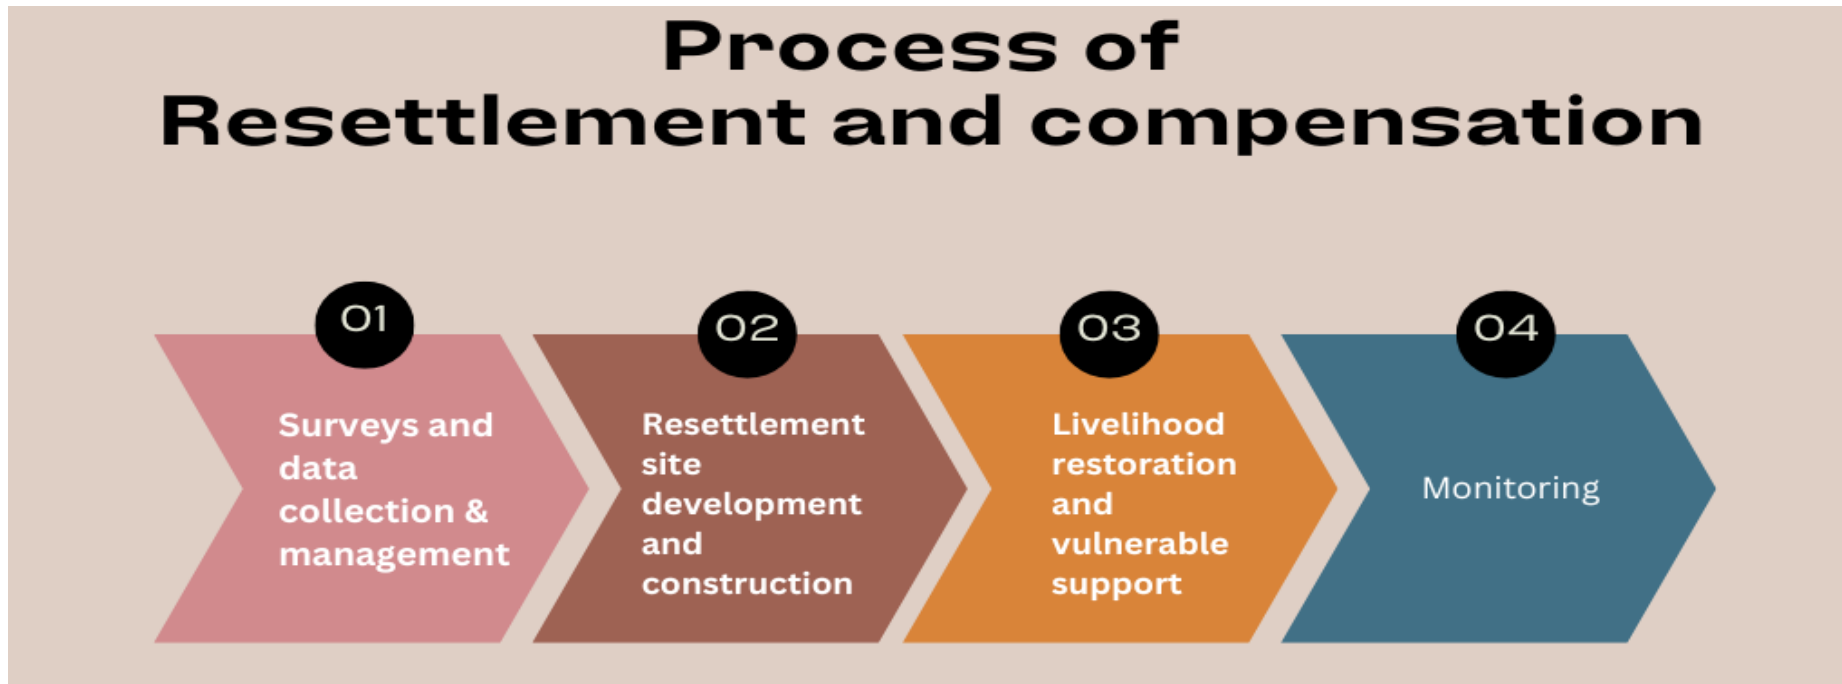 Process of
Resettlement and compensation
01
Surveys and
data
collection &
management
02
Resettlement
site
development
and
construction
03
Livelihood
restoration
and
vulnerable
support
04
Monitoring